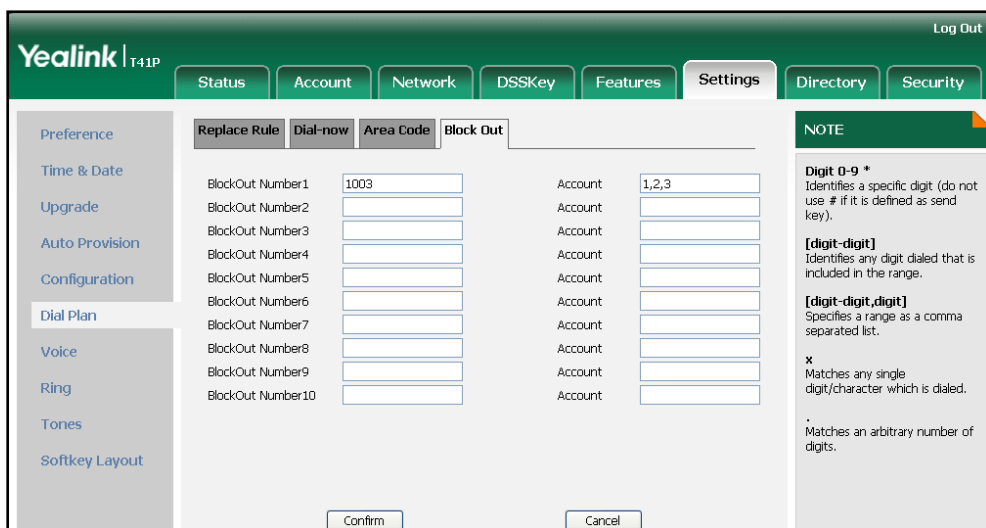 Log Out
Yealink | T41P
Status Account Network DSSKey Features Settings Directory Security
Preference
Time & Date
Upgrade
Auto Provision
Configuration
Dial Plan
Voice
Ring
Tones
Softkey Layout
Replace Rule Dial-now Area Code Block Out
BlockOut Number1 1003 Account 1,2,3
BlockOut Number2 Account
BlockOut Number3 Account
BlockOut Number4 Account
BlockOut Number5 Account
BlockOut Number6 Account
BlockOut Number7 Account
BlockOut Number8 Account
BlockOut Number9 Account
BlockOut Number10 Account
Confirm Cancel
NOTE
Digit 0-9 *
Identifies a specific digit (do not
use # if it is defined as send
key).
[digit-digit]
Identifies any digit dialed that is
included in the range.
[digit-digit,digit]
Specifies a range as a comma
separated list.
x
Matches any single
digit/character which is dialed.
.
Matches an arbitrary number of
digits.